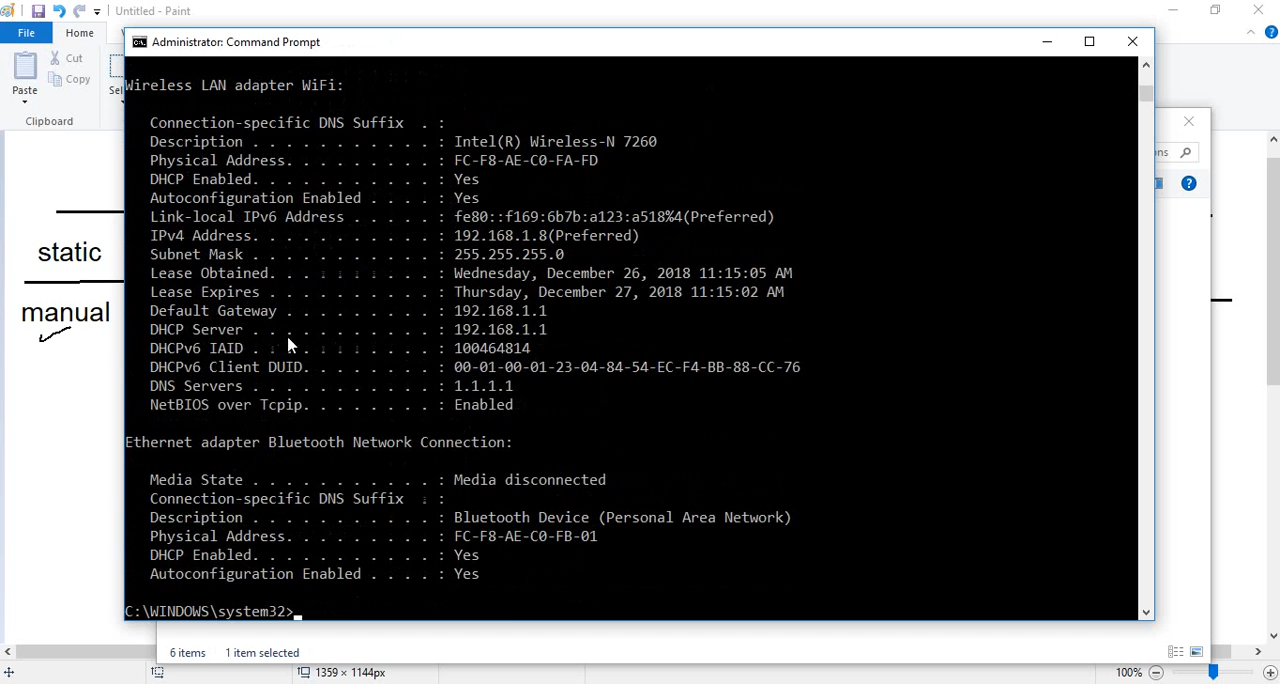 Untitled - Paint
File
Home
Paste
Cut
Copy
Clipboard
static
manual
Administrator: Command Prompt
Wireless LAN adapter WiFi:
Connection-specific DNS Suffix . :
Description . . . . . . . . . . . : Intel(R) Wireless-N 7260
Physical Address. . . . . . . . . : FC-F8-AE-C0-FA-FD
DHCP Enabled. . . . . . . . . . . : Yes
Autoconfiguration Enabled . . . . : Yes
Link-local IPv6 Address . . . . . : fe80::f169:6b7b:a123:a518%4(Preferred)
IPv4 Address. . . . . . . . . . . : 192.168.1.8(Preferred)
Subnet Mask . . . . . . . . . . . : 255.255.255.0
Lease Obtained. . . . . . . . . . : Wednesday, December 26, 2018 11:15:05 AM
Lease Expires . . . . . . . . . . : Thursday, December 27, 2018 11:15:02 AM
Default Gateway . . . . . . . . . : 192.168.1.1
DHCP Server . . . . . . . . . . . : 192.168.1.1
DHCPv6 IAID . . . . . . . . . . . : 100464814
DHCPv6 Client DUID. . . . . . . . : 00-01-00-01-23-04-84-54-EC-F4-BB-88-CC-76
DNS Servers . . . . . . . . . . . : 1.1.1.1
NetBIOS over Tcpip. . . . . . . . : Enabled
Ethernet adapter Bluetooth Network Connection:
Media State . . . . . . . . . . . : Media disconnected
Connection-specific DNS Suffix . :
Description . . . . . . . . . . . : Bluetooth Device (Personal Area Network)
Physical Address. . . . . . . . . : FC-F8-AE-C0-FB-01
DHCP Enabled. . . . . . . . . . . : Yes
Autoconfiguration Enabled . . . . : Yes
C:\WINDOWS\system32>
6 items 1 item selected
1359 × 1144px
100%